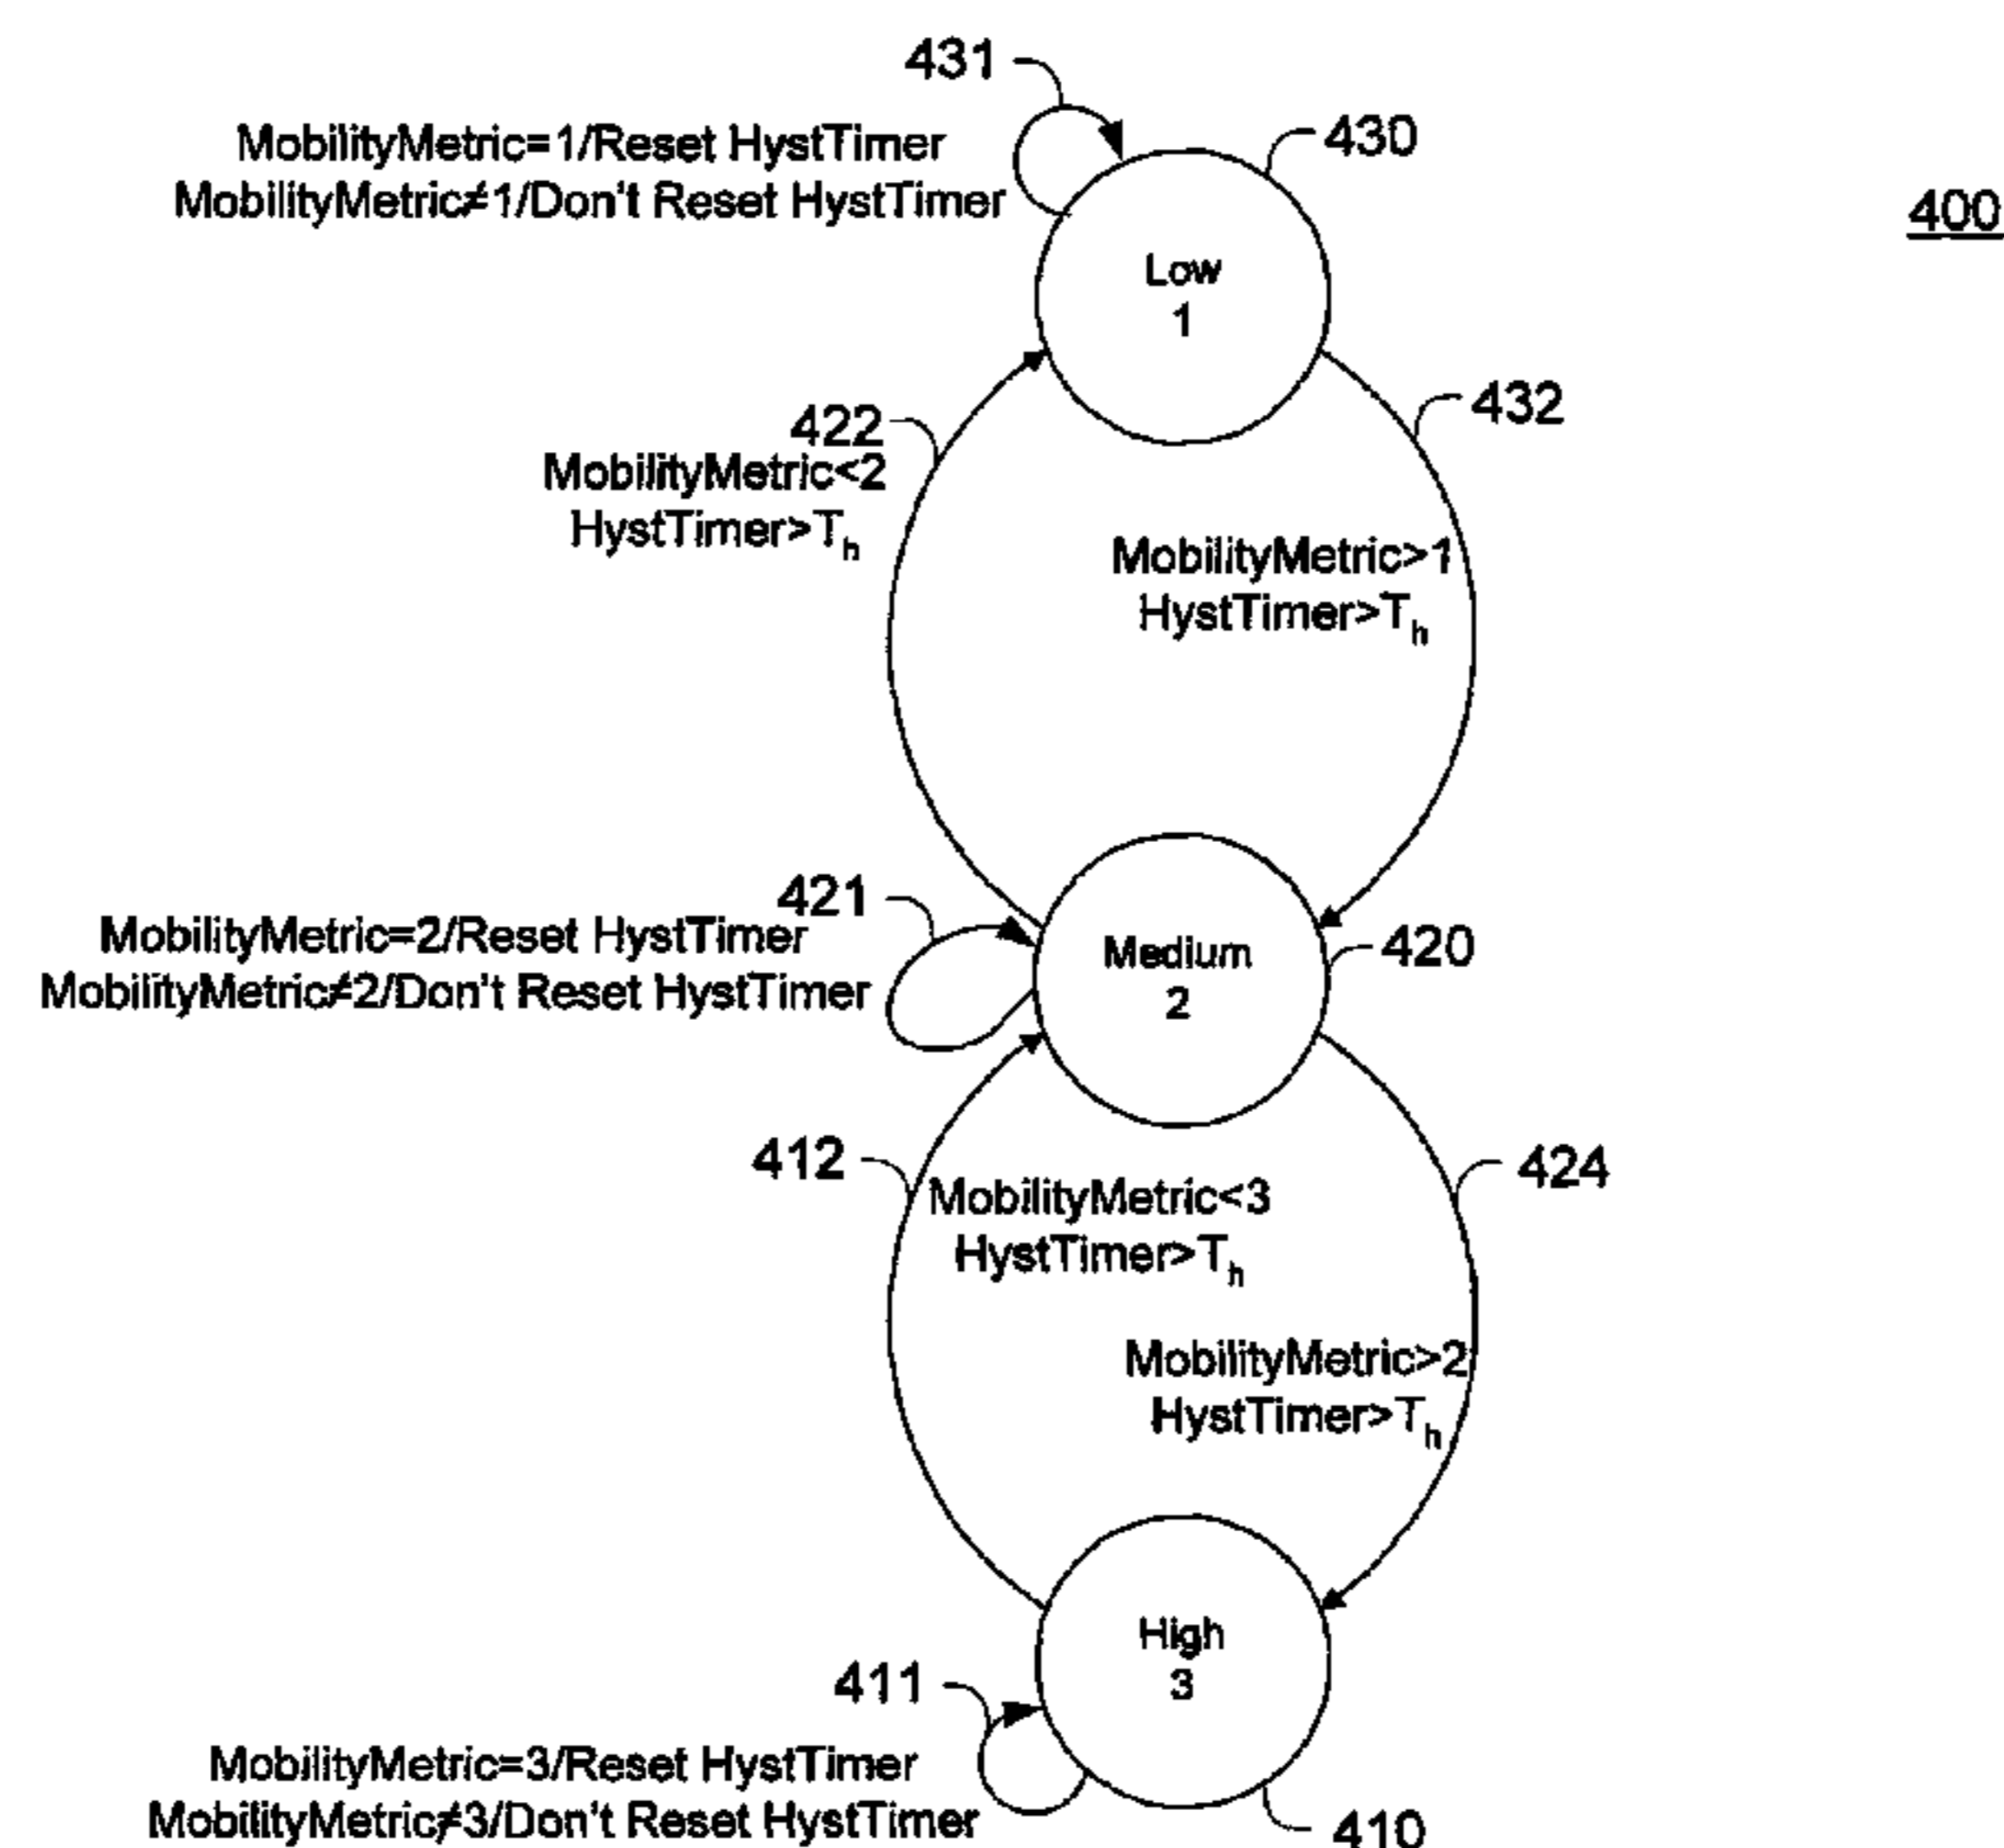 431
MobilityMetric=1/Reset HystTimer
MobilityMetric≠1/Don't Reset HystTimer
430
400
Low
1
422
MobilityMetric<2
HystTimer>Th
432
MobilityMetric>1
HystTimer>Th
421
MobilityMetric=2/Reset HystTimer
MobilityMetric≠2/Don't Reset HystTimer
Medium
2
420
412
MobilityMetric<3
HystTimer>Th
424
MobilityMetric>2
HystTimer>Th
High
3
411
MobilityMetric=3/Reset HystTimer
MobilityMetric≠3/Don't Reset HystTimer
410